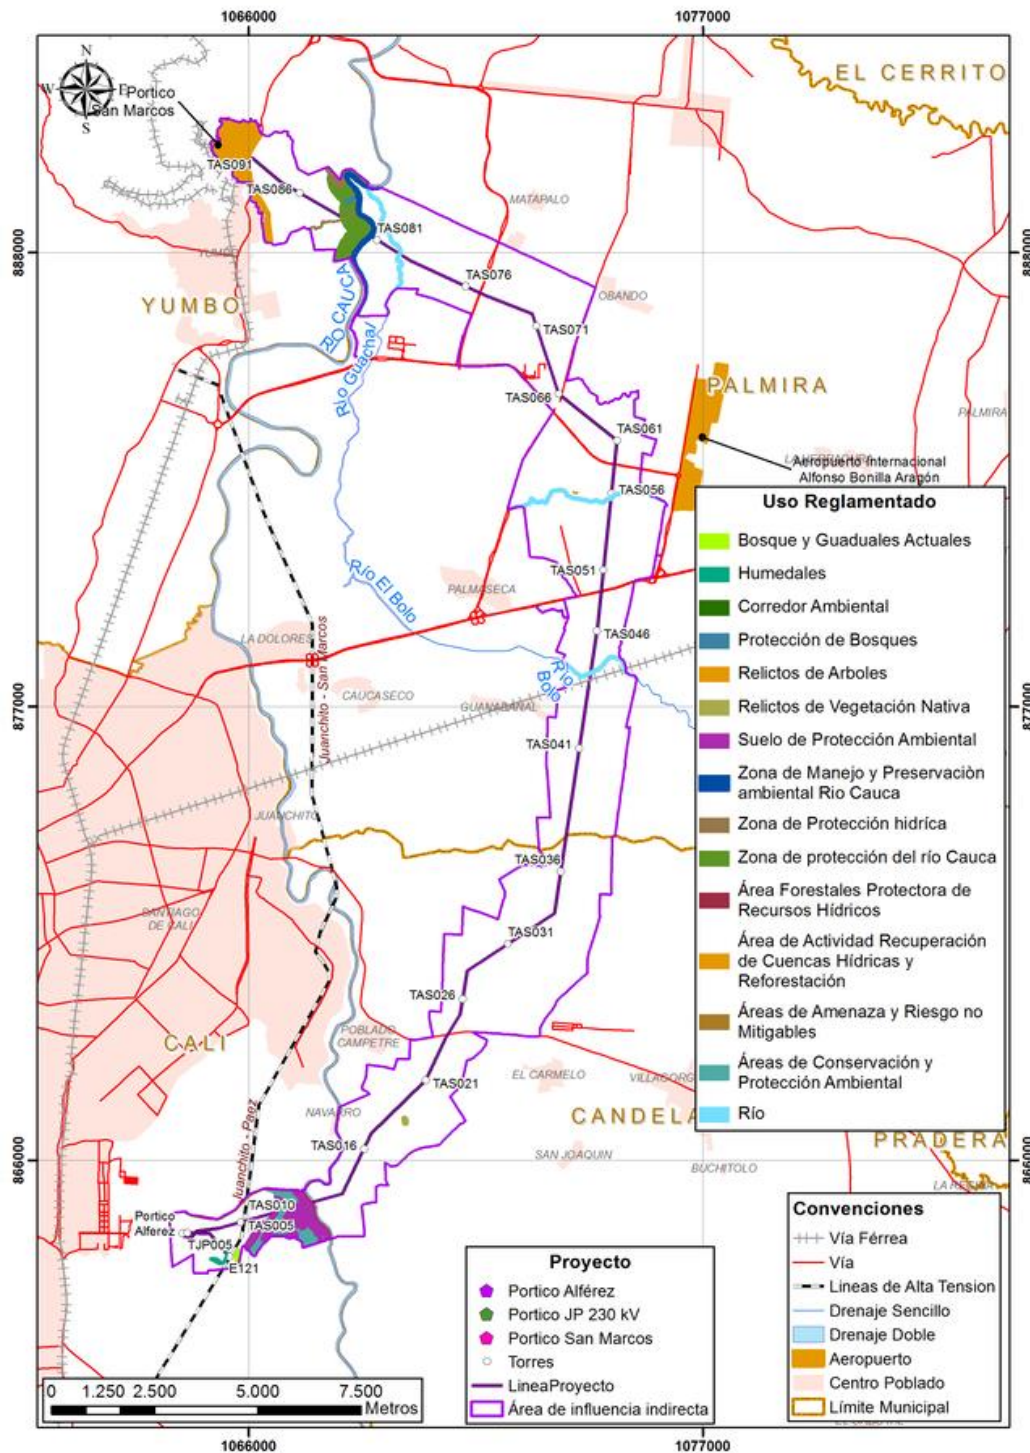 1066000
1077000
EL CERRITO
N
W
E
S
Portico
San Marcos
TAS091
TAS086
MATAPALO
TAS081
888000
888000
YUMBO
TAS076
RÍO CAUCA
OBANDO
YUMBO
TAS071
Río Guachal
PALMIRA
TAS066
TAS061
PALMIRA
Aeropuerto Internacional
Alfonso Bonilla Aragón
TAS056
Río El Bolo
TAS051
PALMASECA
LA DOLORES
TAS046
Juanchito - San Marcos
Río
Bolo
CAUCASECO
GUANABANAL
877000
877000
TAS041
JUANCHITO
TAS036
SANTIAGO
DE CALI
TAS031
TAS026
CALI
POBLADO
CAMPETRE
TAS021
EL CARMELO
VILLAGORG
NAVARRO
CANDELA
Juanchito - Paez
TAS016
PRADERA
866000
866000
SAN JOAQUIN
BUCHITOLO
TAS010
Portico
Alferez
TAS005
TJP005
E121
Uso Reglamentado
Bosque y Guaduales Actuales
Humedales
Corredor Ambiental
Protección de Bosques
Relictos de Arboles
Relictos de Vegetación Nativa
Suelo de Protección Ambiental
Zona de Manejo y Preservaciòn
ambiental Rio Cauca
Zona de Protección hidríca
Zona de protección del río Cauca
Área Forestales Protectora de
Recursos Hídricos
Área de Actividad Recuperación
de Cuencas Hídricas y
Reforestación
Áreas de Amenaza y Riesgo no
Mitigables
Áreas de Conservación y
Protección Ambiental
Río
Proyecto
Portico Alférez
Portico JP 230 kV
Portico San Marcos
Torres
LineaProyecto
Área de influencia indirecta
Convenciones
Vía Férrea
Vía
Lineas de Alta Tension
Drenaje Sencillo
Drenaje Doble
Aeropuerto
Centro Poblado
Límite Municipal
0 1.250 2.500 5.000 7.500
Metros
1066000
1077000